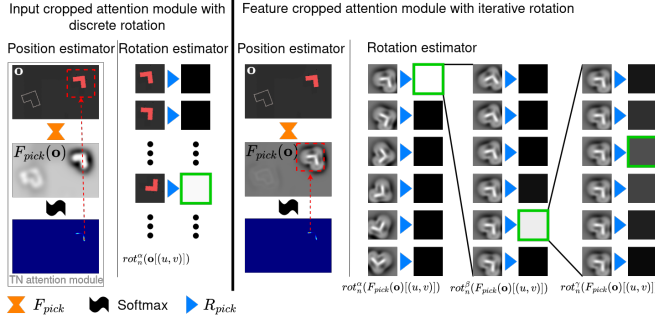 Input cropped attention module with
discrete rotation
Position estimator
Rotation estimator
o
F_pick(o)
TN attention module
rot_n^α(o[(u, v)])
Feature cropped attention module with iterative rotation
Position estimator
Rotation estimator
o
F_pick(o)
rot_n^α(F_pick(o)[(u, v)])
rot_n^β(F_pick(o)[(u, v)])
rot_n^γ(F_pick(o)[(u, v)]
F_pick
Softmax
R_pick